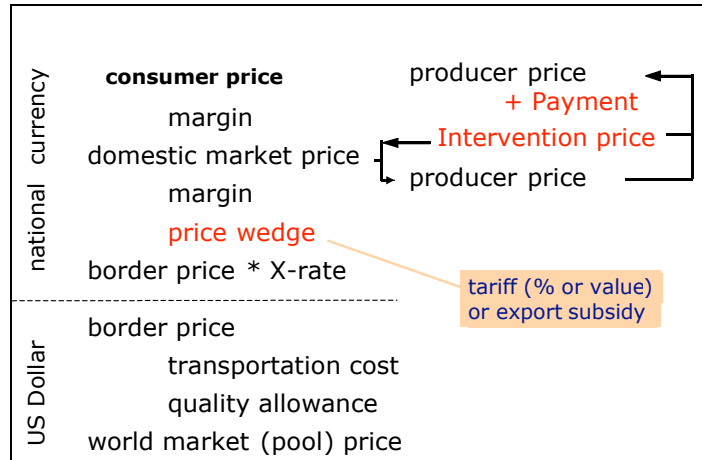 national currency
consumer price
margin
domestic market price
margin
price wedge
border price * X-rate
producer price
+ Payment
Intervention price
producer price
tariff (% or value)
or export subsidy
US Dollar
border price
transportation cost
quality allowance
world market (pool) price